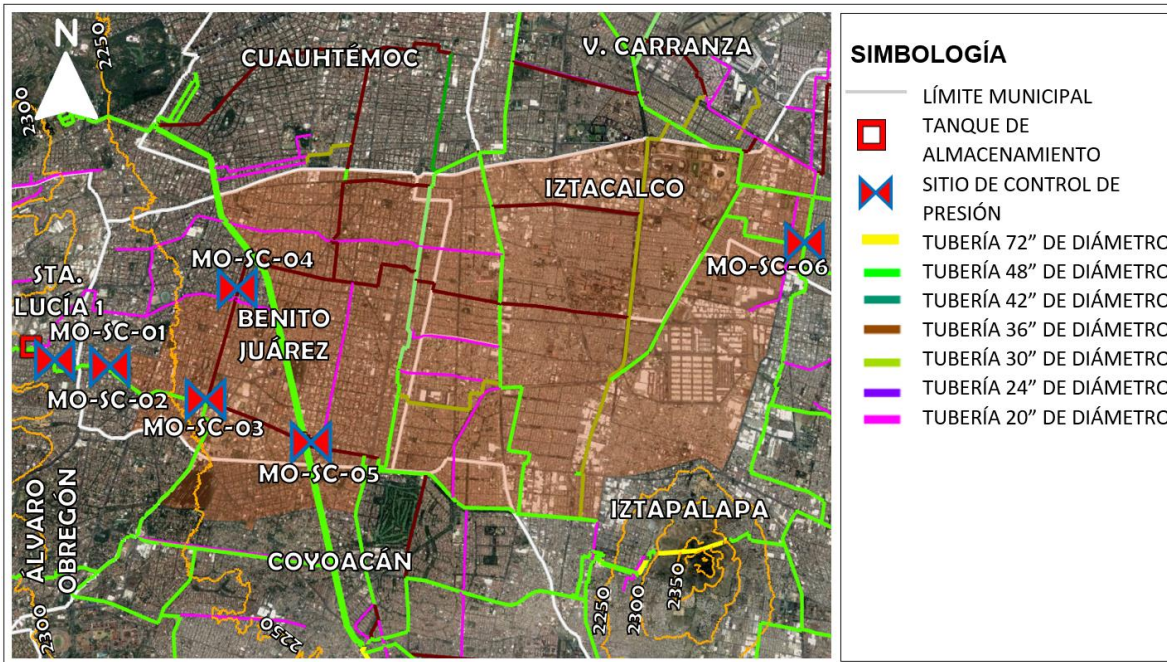 N
2250
2300
CUAUHTÉMOC
V. CARRANZA
IZTACALCO
MO-SC-04
MO-SC-06
STA.
LUCÍA 1
MO-SC-01
BENITO
JUÁREZ
MO-SC-02
MO-SC-03
MO-SC-05
ÁLVARO
OBREGÓN
IZTAPALAPA
COYOACÁN
2250
2300
2350
2300
2250
SIMBOLOGÍA
LÍMITE MUNICIPAL
TANQUE DE
ALMACENAMIENTO
SITIO DE CONTROL DE
PRESIÓN
TUBERÍA 72” DE DIÁMETRO
TUBERÍA 48” DE DIÁMETRO
TUBERÍA 42” DE DIÁMETRO
TUBERÍA 36” DE DIÁMETRO
TUBERÍA 30” DE DIÁMETRO
TUBERÍA 24” DE DIÁMETRO
TUBERÍA 20” DE DIÁMETRO